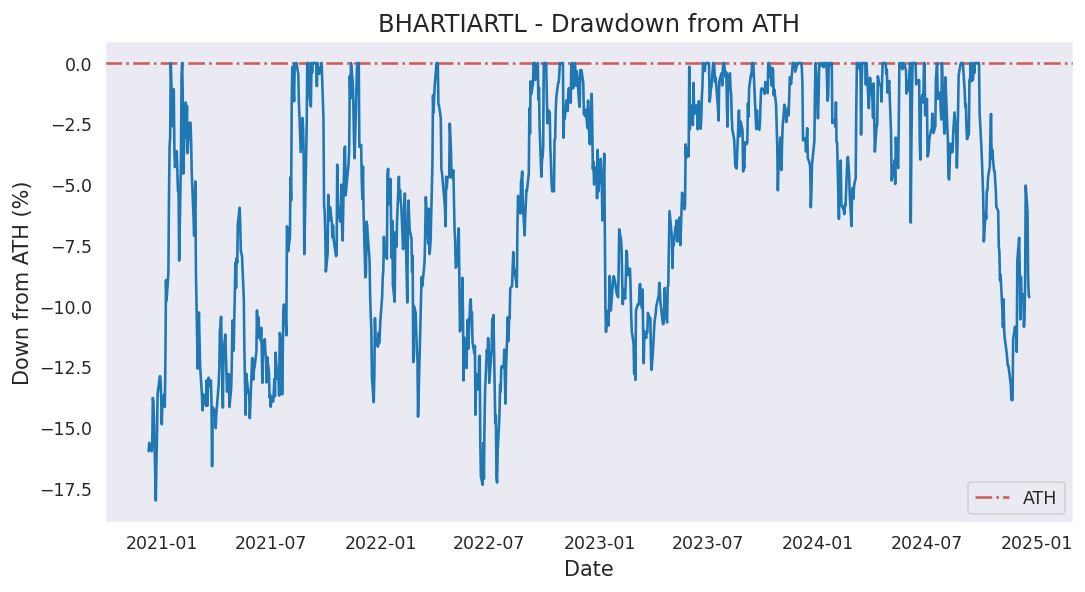 BHARTIARTL - Drawdown from ATH
Down from ATH (%)
0.0
−2.5
−5.0
−7.5
−10.0
−12.5
−15.0
−17.5
ATH
2021-01 2021-07 2022-01 2022-07 2023-01 2023-07 2024-01 2024-07 2025-01
Date